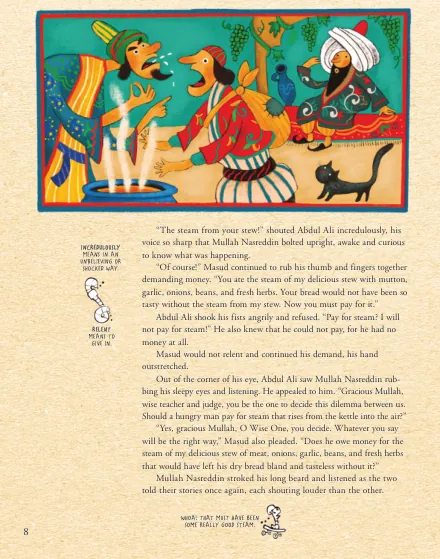 "The steam from your stew!" shouted Abdul Ali incredulously, his
voice so sharp that Mullah Nasreddin bolted upright, awake and curious
to know what was happening.
"Of course!" Masud continued to rub his thumb and fingers together
demanding money. "You ate the steam of my delicious stew with mutton,
garlic, onions, beans, and fresh herbs. Your bread would not have been so
tasty without the steam from my stew. Now you must pay for it."
Abdul Ali shook his fists angrily and refused. "Pay for steam? I will
not pay for steam!" He also knew that he could not pay, for he had no
money at all.
Masud would not relent and continued his demand, his hand
outstretched.
Out of the corner of his eye, Abdul Ali saw Mullah Nasreddin rub-
bing his sleepy eyes and listening. He appealed to him. "Gracious Mullah,
wise teacher and judge, you be the one to decide this dilemma between us.
Should a hungry man pay for steam that rises from the kettle into the air?"
"Yes, gracious Mullah, O Wise One, you decide. Whatever you say
will be the right way," Masud also pleaded. "Does he owe money for the
steam of my delicious stew of meat, onions, garlic, beans, and fresh herbs
that would have left his dry bread bland and tasteless without it?"
Mullah Nasreddin stroked his long beard and listened as the two
told their stories once again, each shouting louder than the other.
INCREDULOUSLY
MEANS IN AN
UNBELIEVING OR
SHOCKED WAY.
RELENT
MEANS TO
GIVE IN.
WHOA! THAT MUST HAVE BEEN
SOME REALLY GOOD STEAM.
8